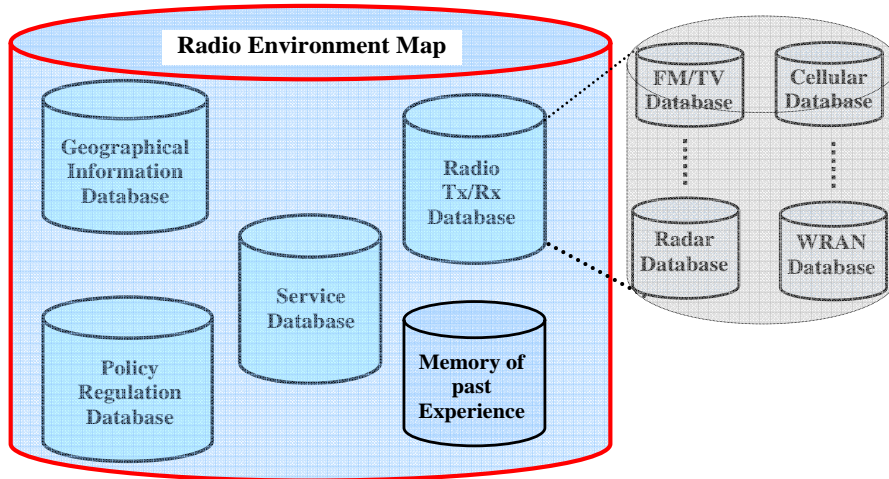 Radio Environment Map
Geographical
Information
Database
Radio
Tx/Rx
Database
Service
Database
Policy
Regulation
Database
Memory of
past
Experience
FM/TV
Database
Cellular
Database
Radar
Database
WRAN
Database